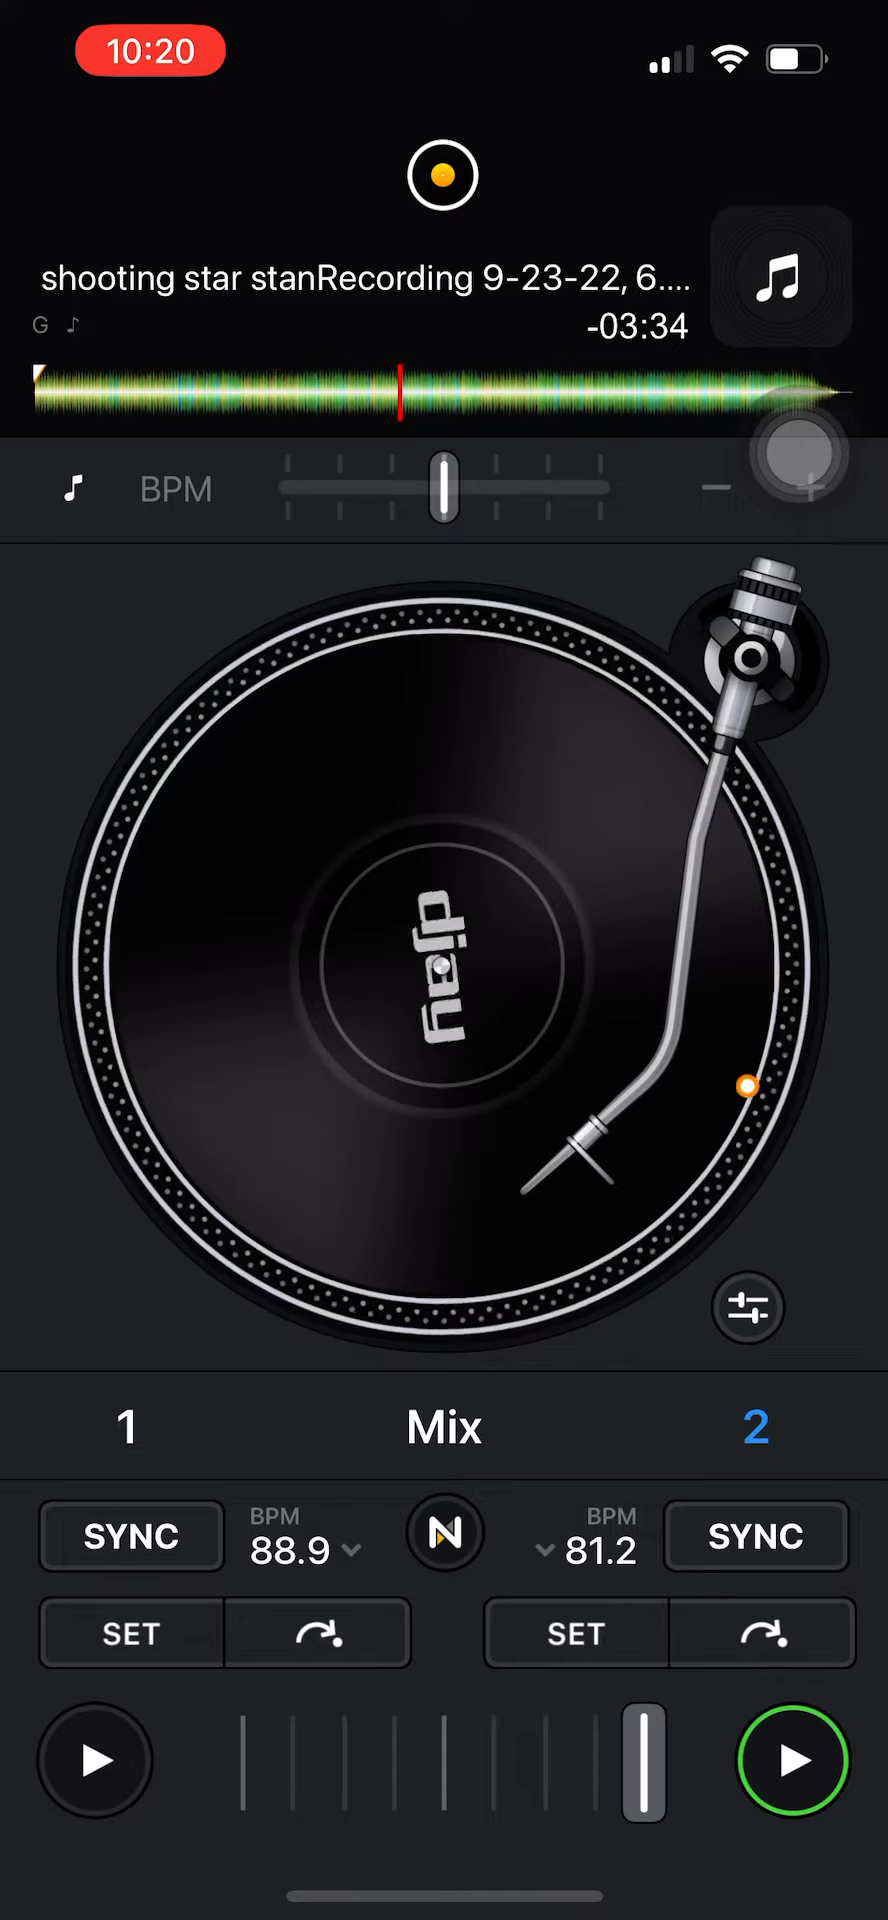 10:20
shooting star stanRecording 9-23-22, 6....
G
-03:34
BPM
djay
1 Mix 2
SYNC BPM 88.9 N BPM 81.2 SYNC
SET SET